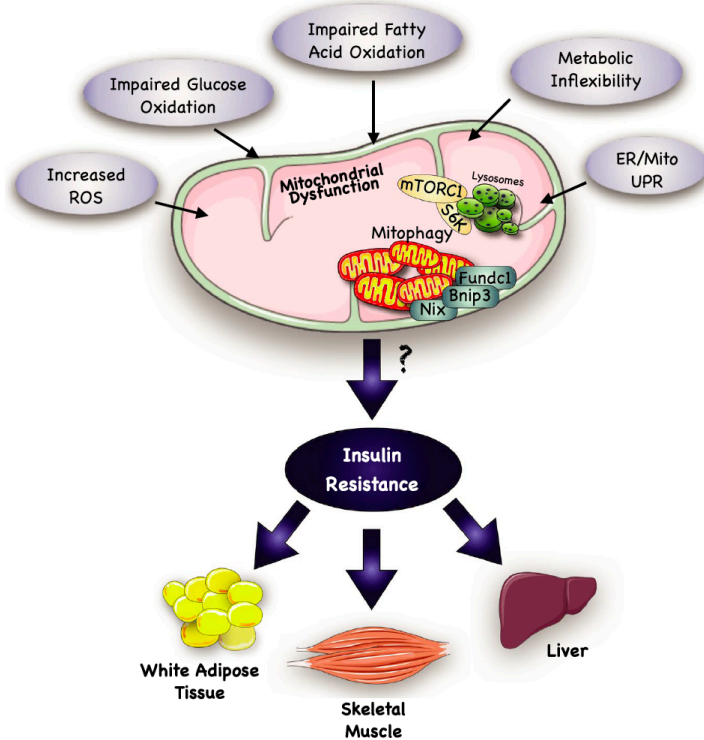 Impaired Fatty
Acid Oxidation
Impaired Glucose
Oxidation
Metabolic
Inflexibility
Increased
ROS
ER/Mito
UPR
Mitochondrial
Dysfunction
mTORC1
S6K
Lysosomes
Mitophagy
Fundc1
Bnip3
Nix
?
Insulin
Resistance
White Adipose
Tissue
Skeletal
Muscle
Liver